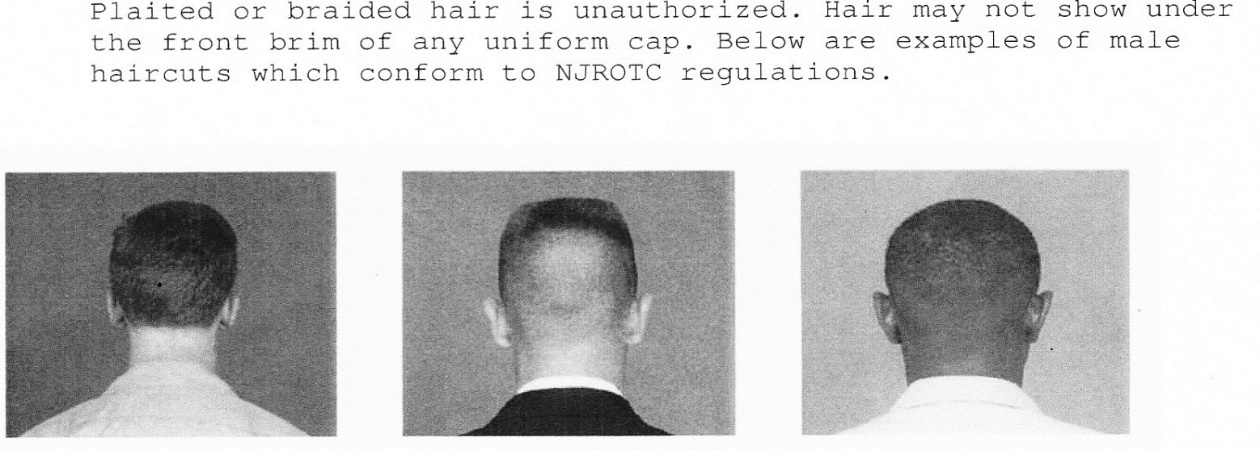 Plaited or braided hair is unauthorized. Hair may not show under
the front brim of any uniform cap. Below are examples of male
haircuts which conform to NJROTC regulations.